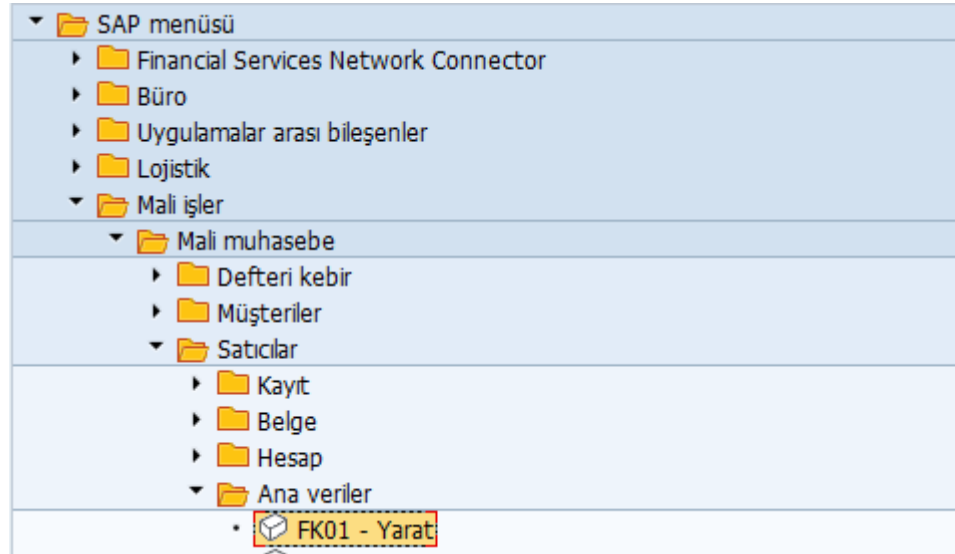 SAP menüsü
Financial Services Network Connector
Büro
Uygulamalar arası bileşenler
Lojistik
Mali işler
Mali muhasebe
Defteri kebir
Müşteriler
Satıcılar
Kayıt
Belge
Hesap
Ana veriler
FK01 - Yarat